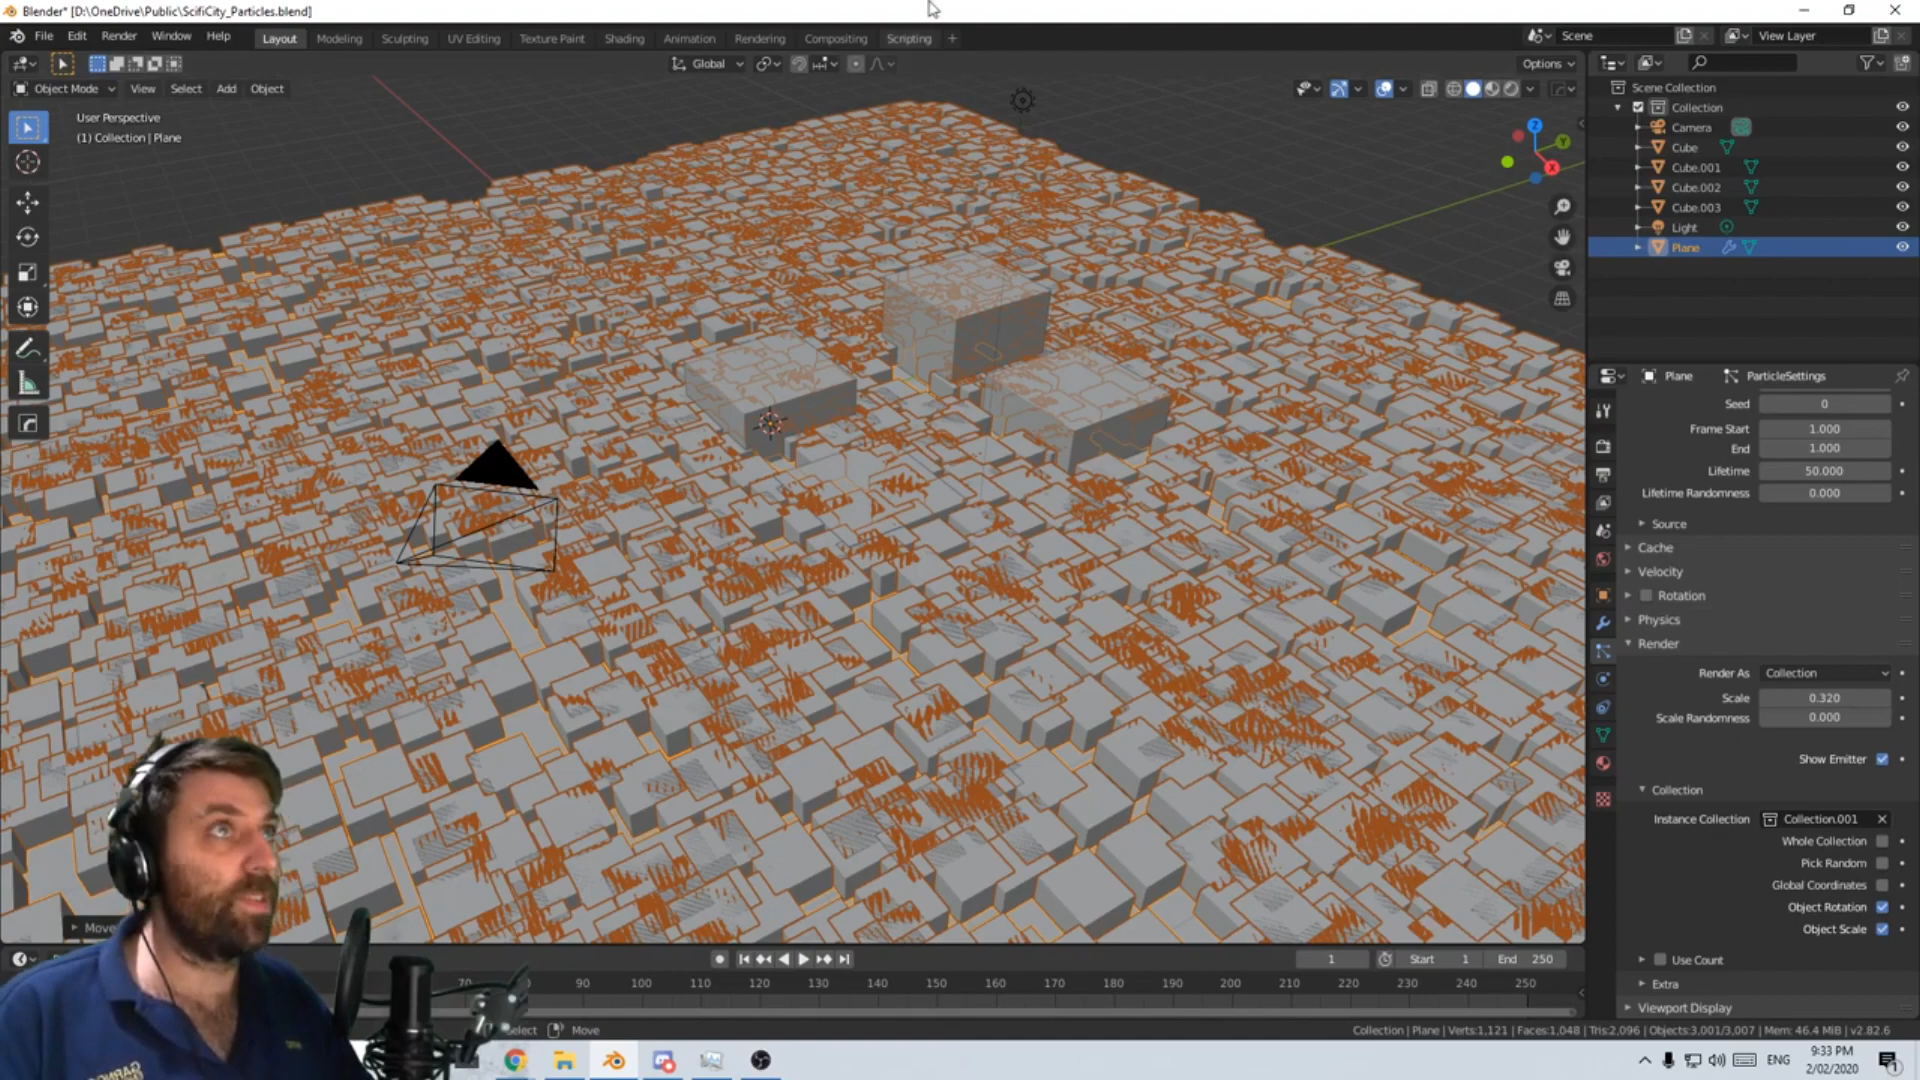 Blender* [D:\OneDrive\Public\ScifiCity_Particles.blend]
File Edit Render Window Help
Layout Modeling Sculpting UV Editing Texture Paint Shading Animation Rendering Compositing Scripting +
Scene
View Layer
Global
Options
Object Mode View Select Add Object
User Perspective
(1) Collection | Plane
Z
Y
X
Scene Collection
Collection
Camera
Cube
Cube.001
Cube.002
Cube.003
Light
Plane
Plane ParticleSettings
Seed 0
Frame Start 1.000
End 1.000
Lifetime 50.000
Lifetime Randomness 0.000
Source
Cache
Velocity
Rotation
Physics
Render
Render As Collection
Scale 0.320
Scale Randomness 0.000
Show Emitter
Collection
Instance Collection Collection.001
Whole Collection
Pick Random
Global Coordinates
Object Rotation
Object Scale
Use Count
Extra
Viewport Display
Move
1 Start 1 End 250
70 90 100 110 120 130 140 150 160 170 180 190 200 210 220 230 240 250
Select Move
Collection | Plane | Verts:1,121 | Faces:1,048 | Tris:2,096 | Objects:3,001/3,007 | Mem: 46.4 MiB | v2.82.6
ENG
9:33 PM
2/02/2020
1